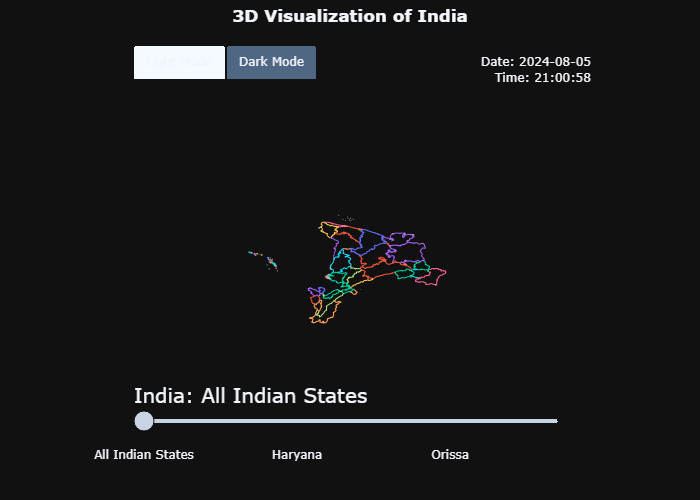 3D Visualization of India
Light Mode
Dark Mode
Date: 2024-08-05
Time: 21:00:58
India: All Indian States
All Indian States
Haryana
Orissa